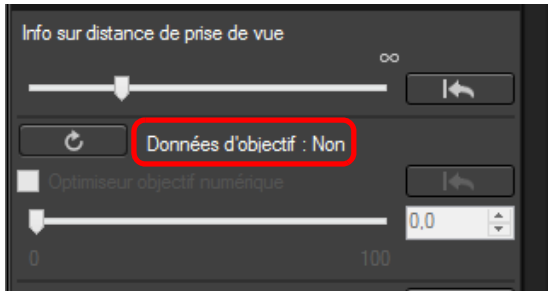 Info sur distance de prise de vue
∞
Données d'objectif : Non
Optimiseur objectif numérique
0,0
0 100